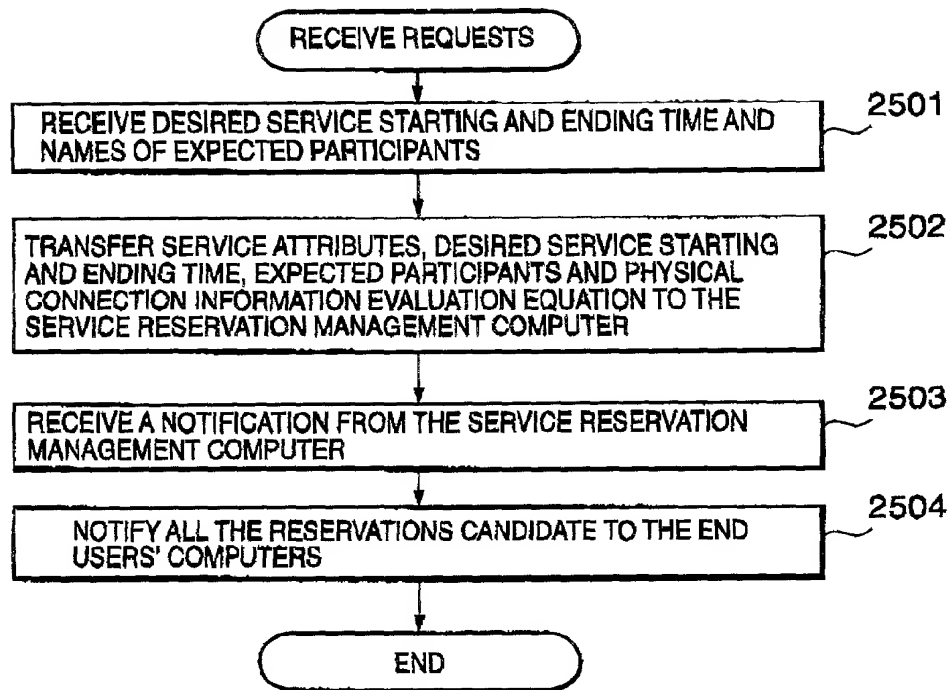 RECEIVE REQUESTS
2501
RECEIVE DESIRED SERVICE STARTING AND ENDING TIME AND
NAMES OF EXPECTED PARTICIPANTS
2502
TRANSFER SERVICE ATTRIBUTES, DESIRED SERVICE STARTING
AND ENDING TIME, EXPECTED PARTICIPANTS AND PHYSICAL
CONNECTION INFORMATION EVALUATION EQUATION TO THE
SERVICE RESERVATION MANAGEMENT COMPUTER
2503
RECEIVE A NOTIFICATION FROM THE SERVICE RESERVATION
MANAGEMENT COMPUTER
2504
NOTIFY ALL THE RESERVATIONS CANDIDATE TO THE END
USERS' COMPUTERS
END